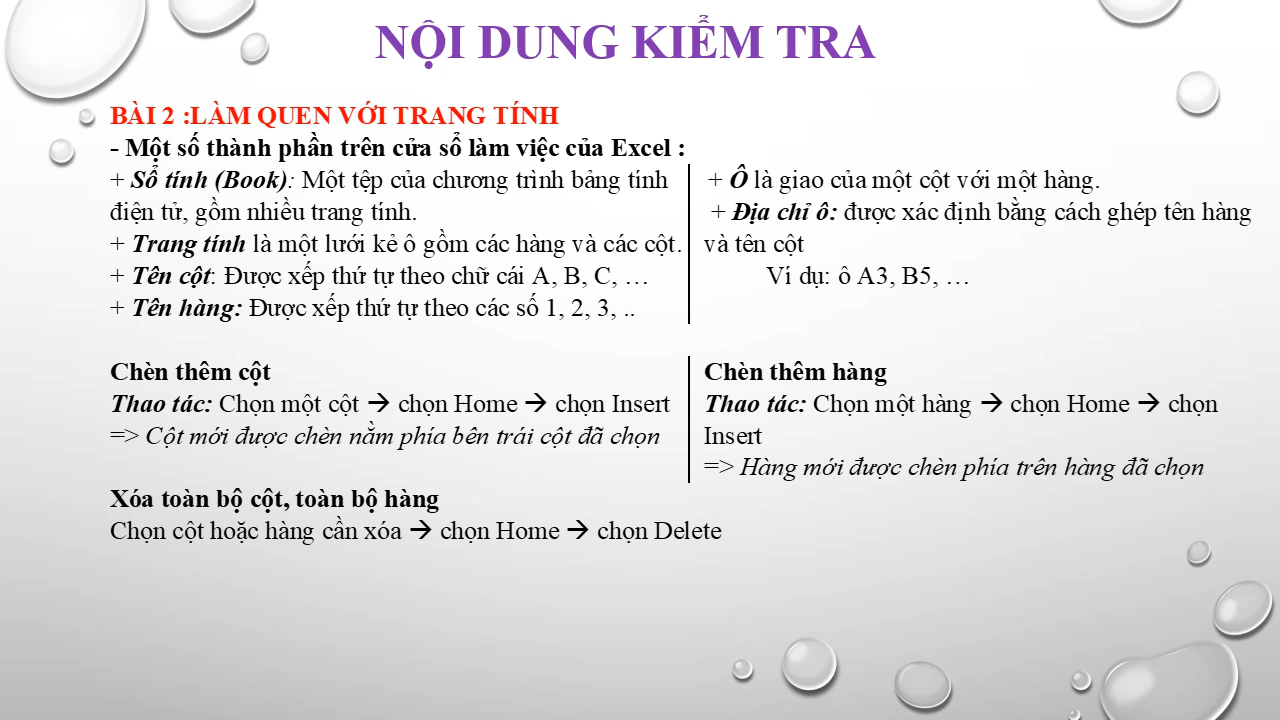 NỘI DUNG KIỂM TRA
BÀI 2 :LÀM QUEN VỚI TRANG TÍNH
- Một số thành phần trên cửa sổ làm việc của Excel :
+ Sổ tính (Book): Một tệp của chương trình bảng tính
điện tử, gồm nhiều trang tính.
+ Trang tính là một lưới kẻ ô gồm các hàng và các cột.
+ Tên cột: Được xếp thứ tự theo chữ cái A, B, C, …
+ Tên hàng: Được xếp thứ tự theo các số 1, 2, 3, ..
+ Ô là giao của một cột với một hàng.
+ Địa chỉ ô: được xác định bằng cách ghép tên hàng
và tên cột
Ví dụ: ô A3, B5, …
Chèn thêm cột
Thao tác: Chọn một cột → chọn Home → chọn Insert
=> Cột mới được chèn nằm phía bên trái cột đã chọn
Chèn thêm hàng
Thao tác: Chọn một hàng → chọn Home → chọn
Insert
=> Hàng mới được chèn phía trên hàng đã chọn
Xóa toàn bộ cột, toàn bộ hàng
Chọn cột hoặc hàng cần xóa → chọn Home → chọn Delete